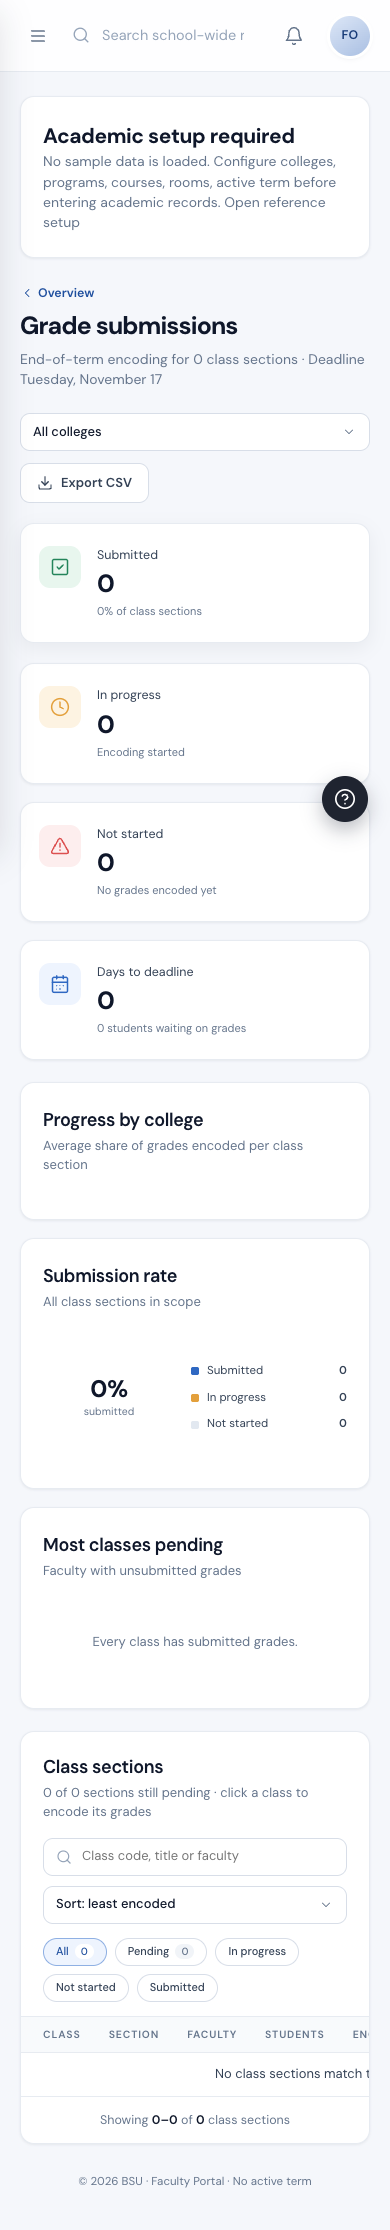 Search school-wide r
FO
Academic setup required
No sample data is loaded. Configure colleges,
programs, courses, rooms, active term before
entering academic records. Open reference
setup
Overview
Grade submissions
End-of-term encoding for 0 class sections · Deadline
Tuesday, November 17
All colleges
Export CSV
Submitted
0
0% of class sections
In progress
0
Encoding started
Not started
0
No grades encoded yet
Days to deadline
0
0 students waiting on grades
Progress by college
Average share of grades encoded per class
section
Submission rate
All class sections in scope
0%
submitted
Submitted 0
In progress 0
Not started 0
Most classes pending
Faculty with unsubmitted grades
Every class has submitted grades.
Class sections
0 of 0 sections still pending · click a class to
encode its grades
Class code, title or faculty
Sort: least encoded
All 0 Pending 0 In progress
Not started Submitted
CLASS SECTION FACULTY STUDENTS
No class sections match
Showing 0–0 of 0 class sections
© 2026 BSU · Faculty Portal · No active term